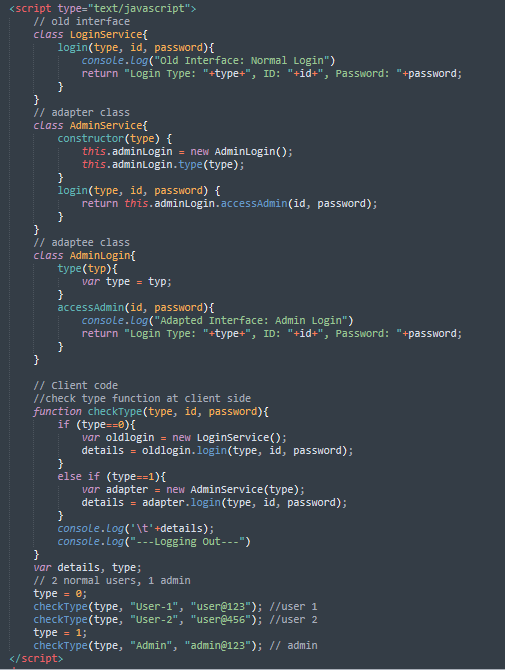 <script type="text/javascript">
    // old interface
    class LoginService{
        login(type, id, password){
            console.log("Old Interface: Normal Login")
            return "Login Type: "+type+", ID: "+id+", Password: "+password;
        }
    }
    // adapter class
    class AdminService{
        constructor(type) {
            this.adminLogin = new AdminLogin();
            this.adminLogin.type(type);
        }
        login(type, id, password) {
            return this.adminLogin.accessAdmin(id, password);
        }
    }
    // adaptee class
    class AdminLogin{
        type(typ){
            var type = typ;
        }
        accessAdmin(id, password){
            console.log("Adapted Interface: Admin Login")
            return "Login Type: "+type+", ID: "+id+", Password: "+password;
        }
    }

    // Client code
    //check type function at client side
    function checkType(type, id, password){
        if (type==0){
            var oldlogin = new LoginService();
            details = oldlogin.login(type, id, password);
        }
        else if (type==1){
            var adapter = new AdminService(type);
            details = adapter.login(type, id, password);
        }
        console.log('\t'+details);
        console.log("---Logging Out---")
    }
    var details, type;
    // 2 normal users, 1 admin
    type = 0;
    checkType(type, "User-1", "user@123"); //user 1
    checkType(type, "User-2", "user@456"); //user 2
    type = 1;
    checkType(type, "Admin", "admin@123"); // admin
</script>